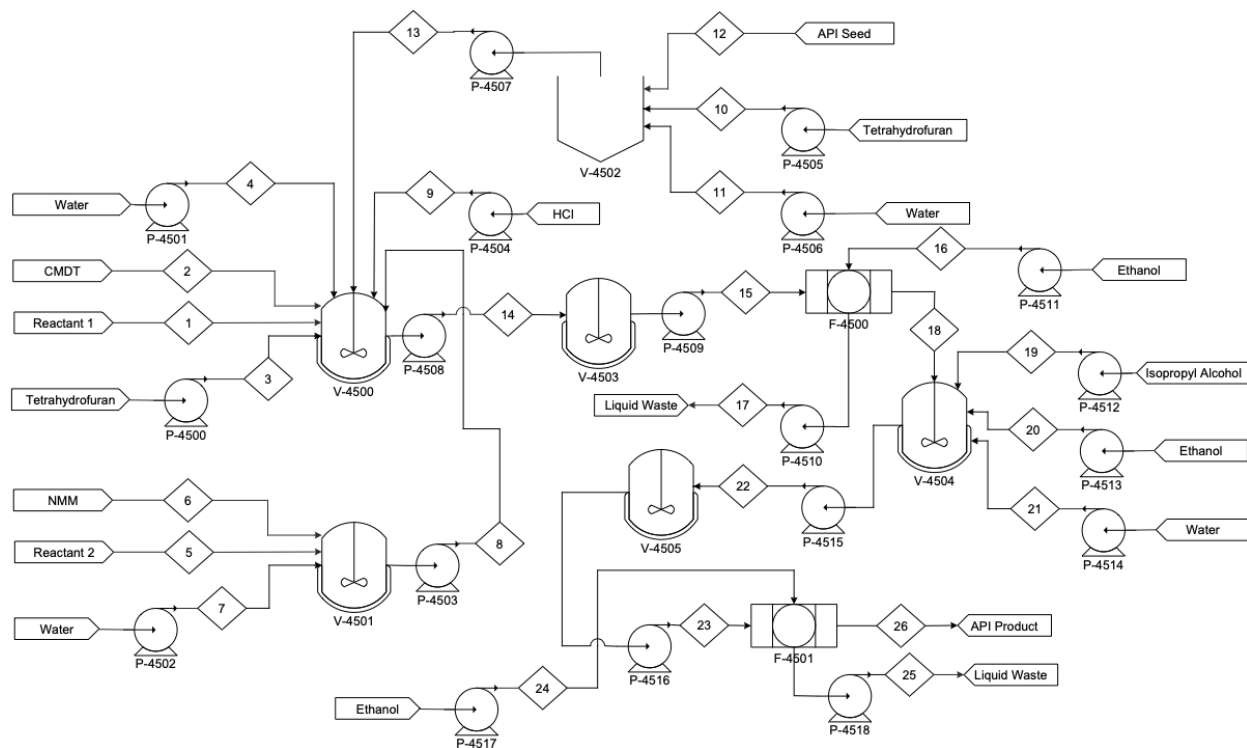 13
P-4507
12
API Seed
10
Tetrahydrofuran
P-4505
V-4502
4
Water
P-4501
9
HCl
P-4504
11
Water
P-4506
16
Ethanol
P-4511
CMDT
2
Reactant 1
1
14
P-4508
15
P-4509
F-4500
V-4503
18
3
V-4500
Tetrahydrofuran
P-4500
19
Isopropyl Alcohol
P-4512
Liquid Waste
17
P-4510
20
Ethanol
P-4513
V-4504
NMM
6
22
P-4515
21
Water
P-4514
V-4505
Reactant 2
5
8
V-4501
P-4503
7
Water
P-4502
23
P-4516
F-4501
26
API Product
24
Ethanol
P-4517
25
Liquid Waste
P-4518